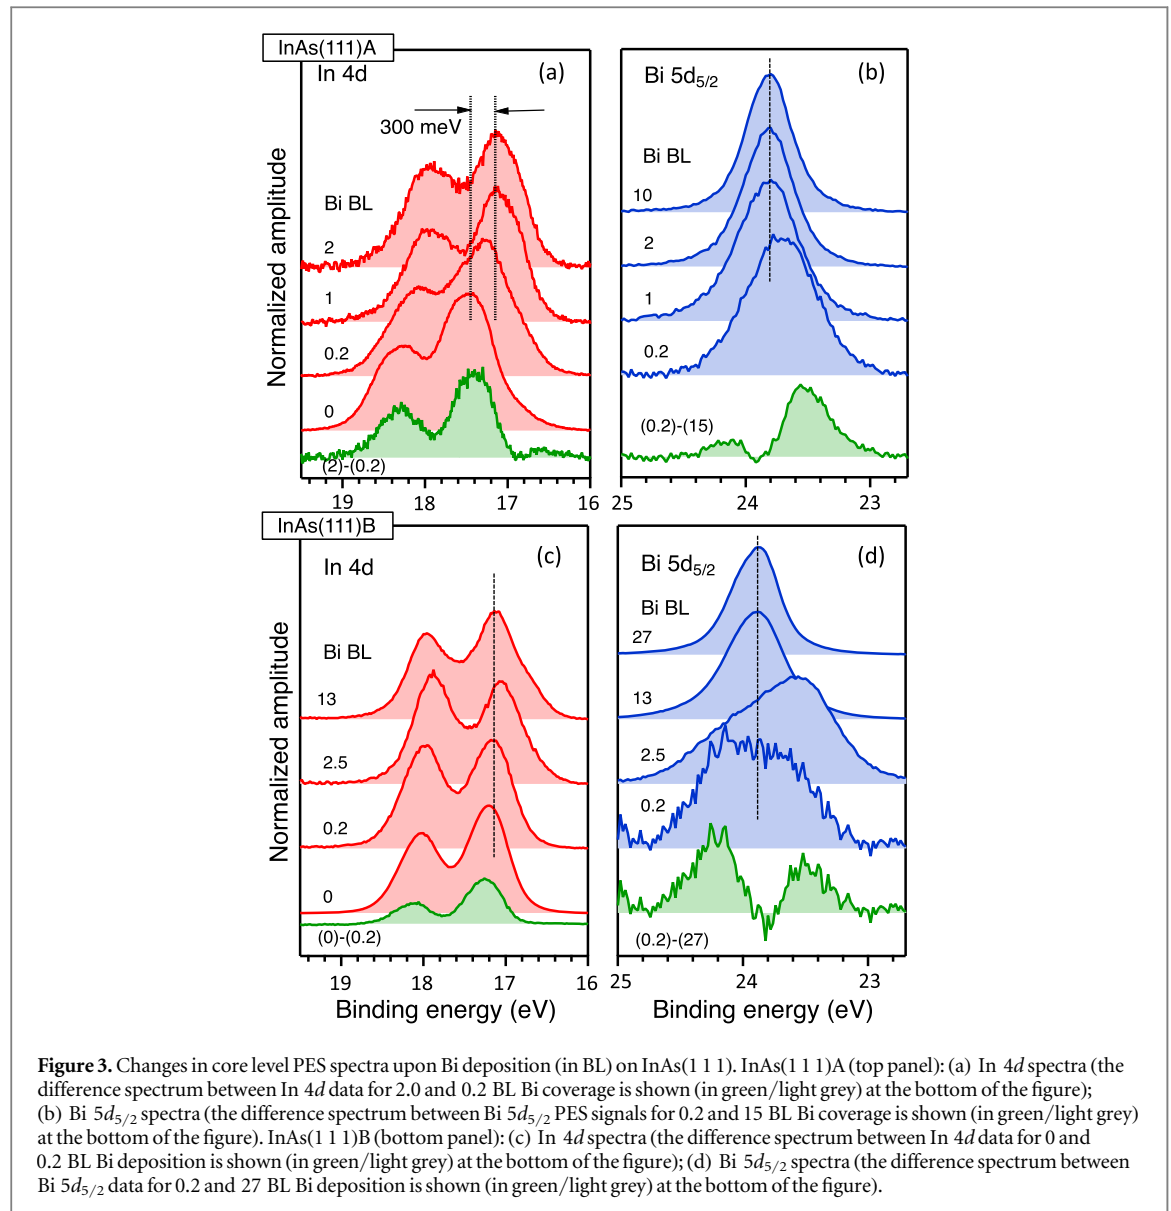 InAs(111)A
In 4d
(a)
300 meV
Bi BL
2
1
0.2
0
(2)-(0.2)
Normalized amplitude
19 18 17 16
Bi 5d5/2
(b)
Bi BL
10
2
1
0.2
(0.2)-(15)
25 24 23
InAs(111)B
In 4d
(c)
Bi BL
13
2.5
0.2
0
(0)-(0.2)
Normalized amplitude
19 18 17 16
Binding energy (eV)
Bi 5d5/2
(d)
Bi BL
27
13
2.5
0.2
(0.2)-(27)
25 24 23
Binding energy (eV)
Figure 3. Changes in core level PES spectra upon Bi deposition (in BL) on InAs(1 1 1). InAs(1 1 1)A (top panel): (a) In 4d spectra (the
difference spectrum between In 4d data for 2.0 and 0.2 BL Bi coverage is shown (in green/light grey) at the bottom of the figure);
(b) Bi 5d5/2 spectra (the difference spectrum between Bi 5d5/2 PES signals for 0.2 and 15 BL Bi coverage is shown (in green/light grey)
at the bottom of the figure). InAs(1 1 1)B (bottom panel): (c) In 4d spectra (the difference spectrum between In 4d data for 0 and
0.2 BL Bi deposition is shown (in green/light grey) at the bottom of the figure); (d) Bi 5d5/2 spectra (the difference spectrum between
Bi 5d5/2 data for 0.2 and 27 BL Bi deposition is shown (in green/light grey) at the bottom of the figure).